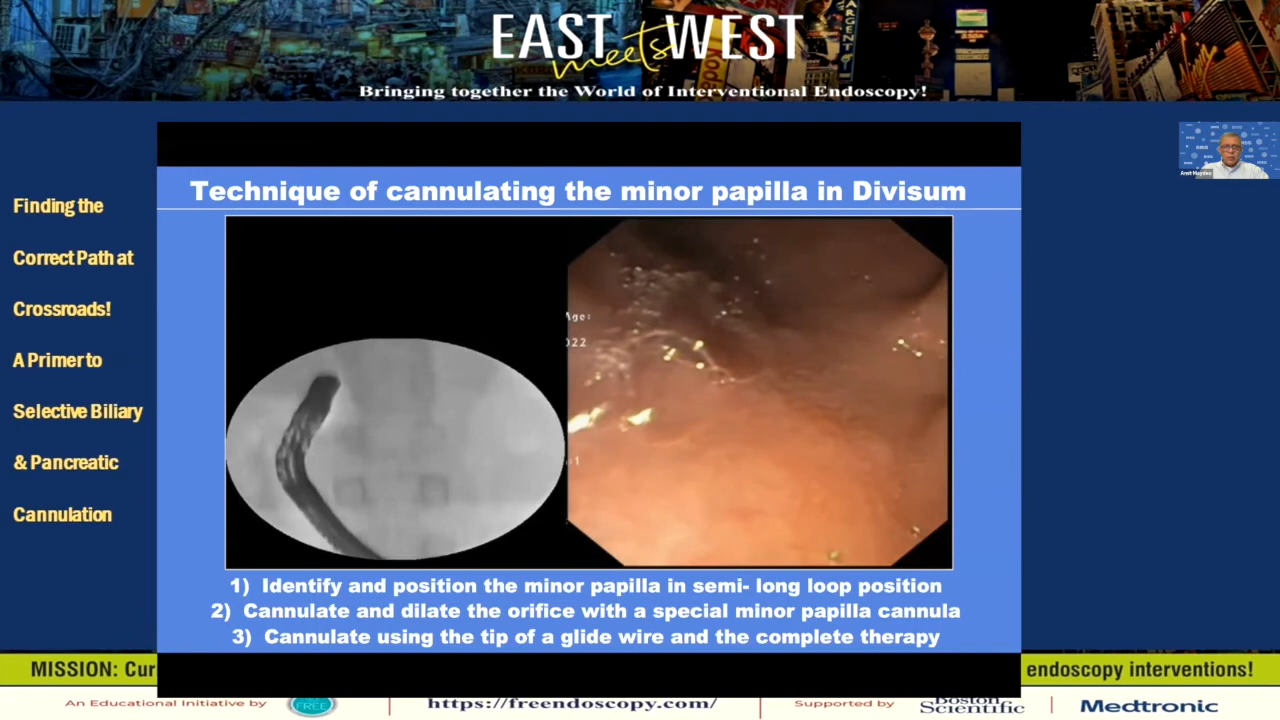 EAST meets WEST
Bringing together the World of Interventional Endoscopy!
Finding the
Correct Path at
Crossroads!
A Primer to
Selective Biliary
& Pancreatic
Cannulation
Technique of cannulating the minor papilla in Divisum
Age:
022
1) Identify and position the minor papilla in semi- long loop position
2) Cannulate and dilate the orifice with a special minor papilla cannula
3) Cannulate using the tip of a glide wire and the complete therapy
Amit Maydeo
MISSION: Cur
endoscopy interventions!
An Educational Initiative by
FREE
https://freendoscopy.com/
Supported by
Boston
Scientific
Medtronic